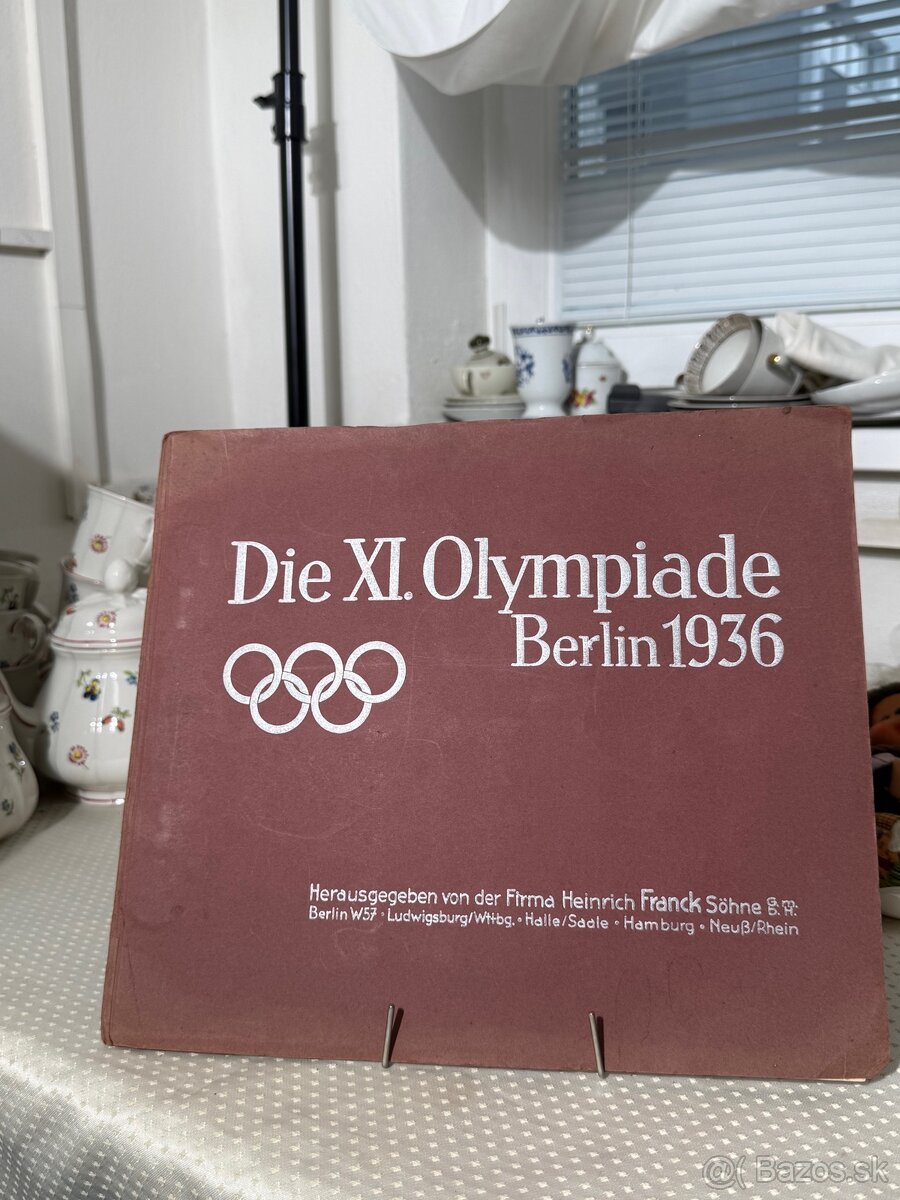 Die XI. Olympiade
Berlin 1936
Herausgegeben von der Firma Heinrich Franck Söhne G.m.b.H.
Berlin W57 · Ludwigsburg/Wttbg. · Halle/Saale · Hamburg · Neuß/Rhein
@( Bazos.sk